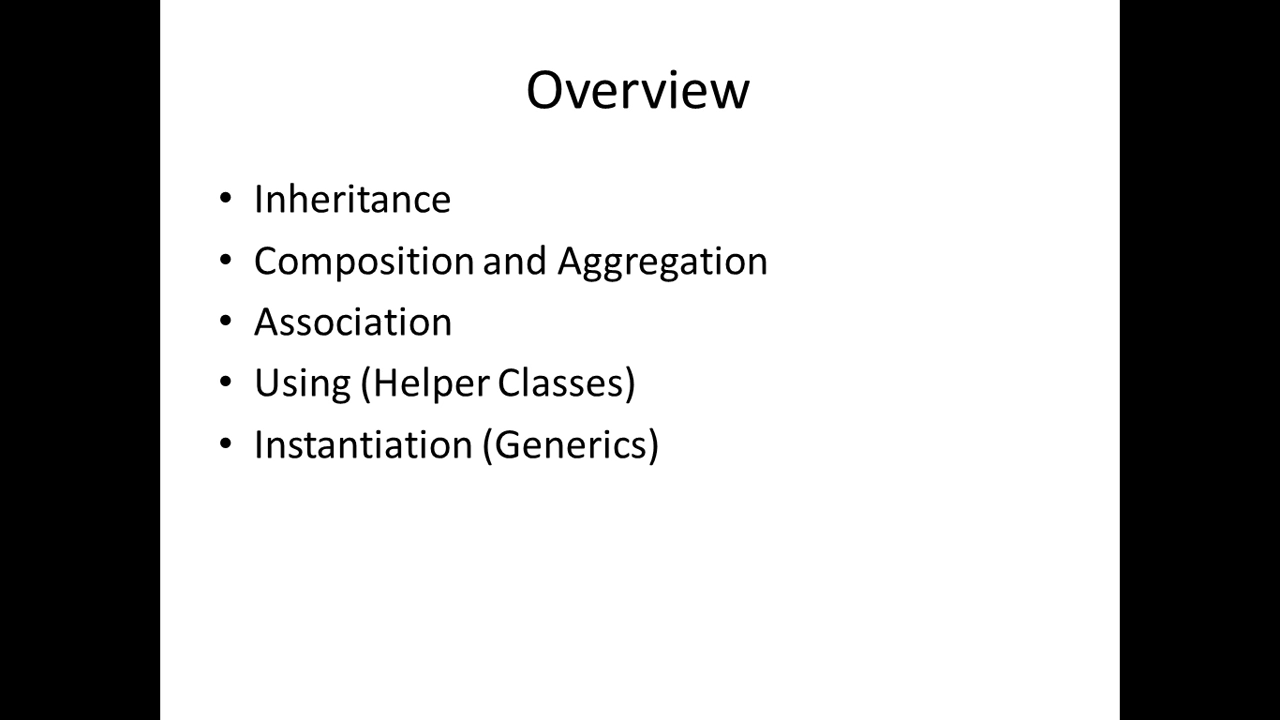 Overview
• Inheritance
• Composition and Aggregation
• Association
• Using (Helper Classes)
• Instantiation (Generics)